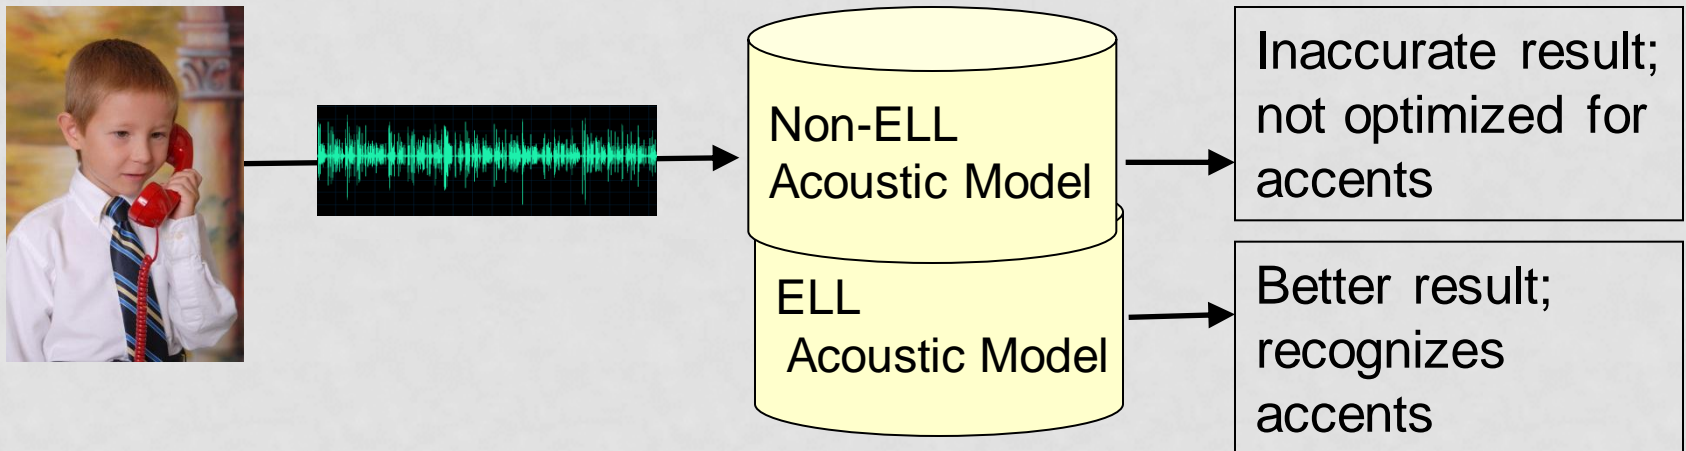 Non-ELL
Acoustic Model
ELL
Acoustic Model
Inaccurate result;
not optimized for
accents
Better result;
recognizes
accents